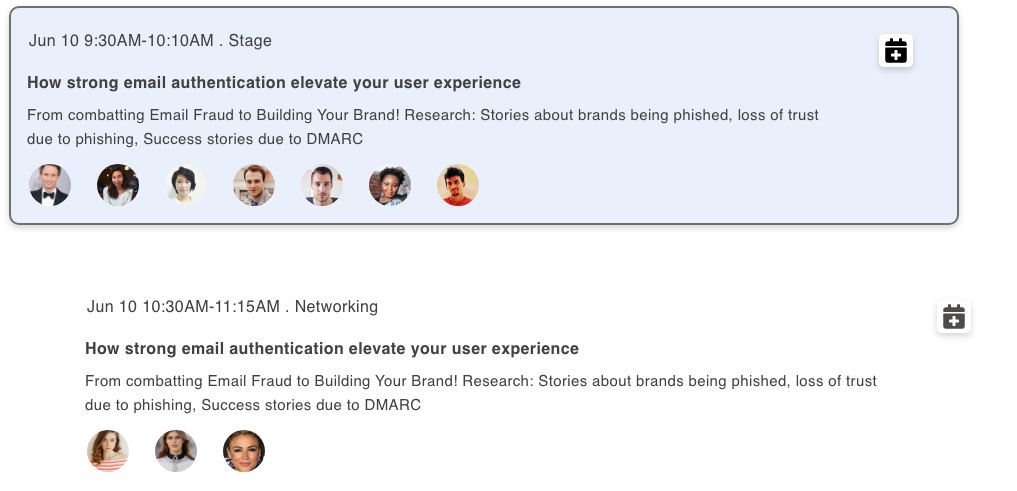 Jun 10 9:30AM-10:10AM . Stage
How strong email authentication elevate your user experience
From combatting Email Fraud to Building Your Brand! Research: Stories about brands being phished, loss of trust
due to phishing, Success stories due to DMARC
Jun 10 10:30AM-11:15AM . Networking
How strong email authentication elevate your user experience
From combatting Email Fraud to Building Your Brand! Research: Stories about brands being phished, loss of trust
due to phishing, Success stories due to DMARC